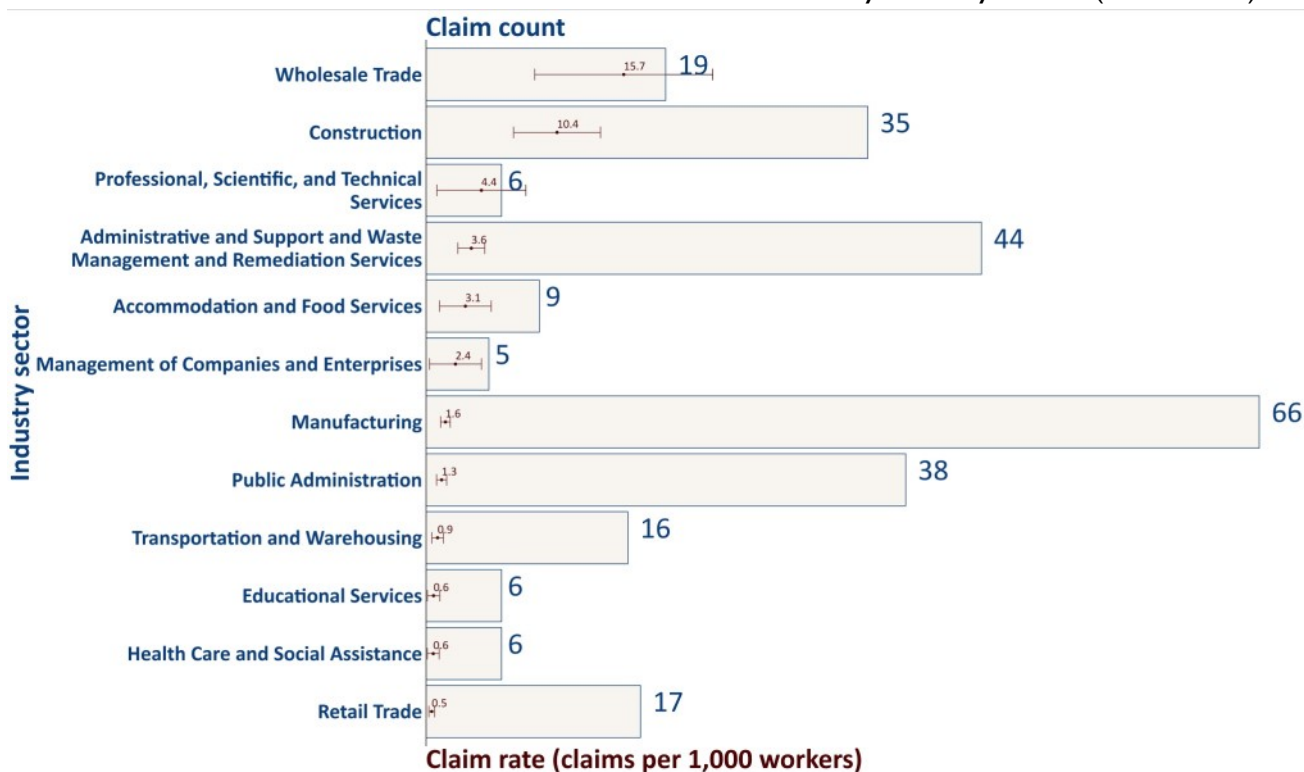 Claim count
Wholesale Trade
15.7
19
Construction
10.4
35
Professional, Scientific, and Technical
Services
4.4
6
Administrative and Support and Waste
Management and Remediation Services
3.6
44
Accommodation and Food Services
3.1
9
Management of Companies and Enterprises
2.4
5
Manufacturing
1.6
66
Public Administration
1.3
38
Transportation and Warehousing
0.9
16
Educational Services
0.6
6
Health Care and Social Assistance
0.6
6
Retail Trade
0.5
17
Industry sector
Claim rate (claims per 1,000 workers)